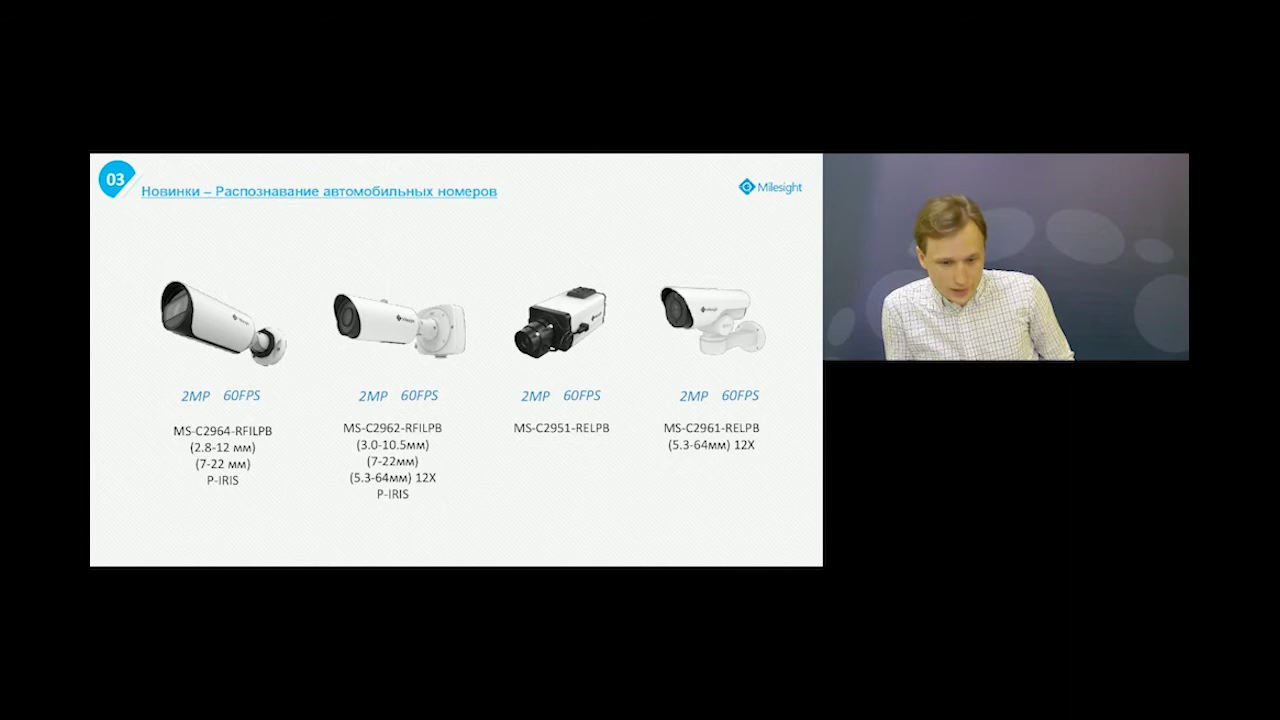 03
Новинки – Распознавание автомобильных номеров
Milesight
2MP 60FPS
MS-C2964-RFILPB
(2.8-12 мм)
(7-22 мм)
P-IRIS
2MP 60FPS
MS-C2962-RFILPB
(3.0-10.5мм)
(7-22мм)
(5.3-64мм) 12X
P-IRIS
2MP 60FPS
MS-C2951-RELPB
2MP 60FPS
MS-C2961-RELPB
(5.3-64мм) 12X